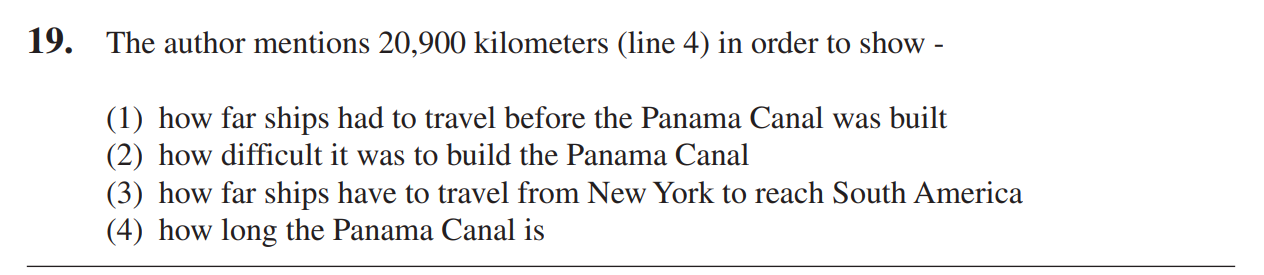 19. The author mentions 20,900 kilometers (line 4) in order to show -
(1) how far ships had to travel before the Panama Canal was built
(2) how difficult it was to build the Panama Canal
(3) how far ships have to travel from New York to reach South America
(4) how long the Panama Canal is